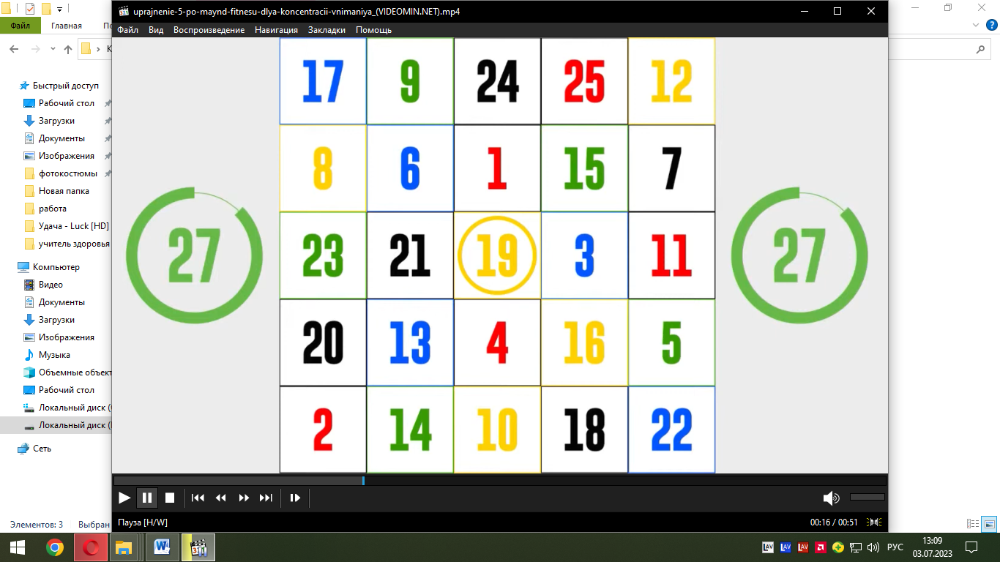 uprajnenie-5-po-maynd-fitnesu-dlya-koncentracii-vnimaniya_(VIDEOMIN.NET).mp4
Файл Вид Воспроизведение Навигация Закладки Помощь
Файл Главная
Быстрый доступ
Рабочий стол
Загрузки
Документы
Изображения
фотокостюмы
Новая папка
работа
Удача - Luck [HD]
учитель здоровья
Компьютер
Видео
Документы
Загрузки
Изображения
Музыка
Объемные объект
Рабочий стол
Локальный диск (
Локальный диск (
Сеть
Элементов: 3 Выбран
17 9 24 25 12
8 6 1 15 7
27 23 21 19 3 11 27
20 13 4 16 5
2 14 10 18 22
Пауза [H/W] 00:16 / 00:51
LAV LAV LAV РУС 13:09
03.07.2023